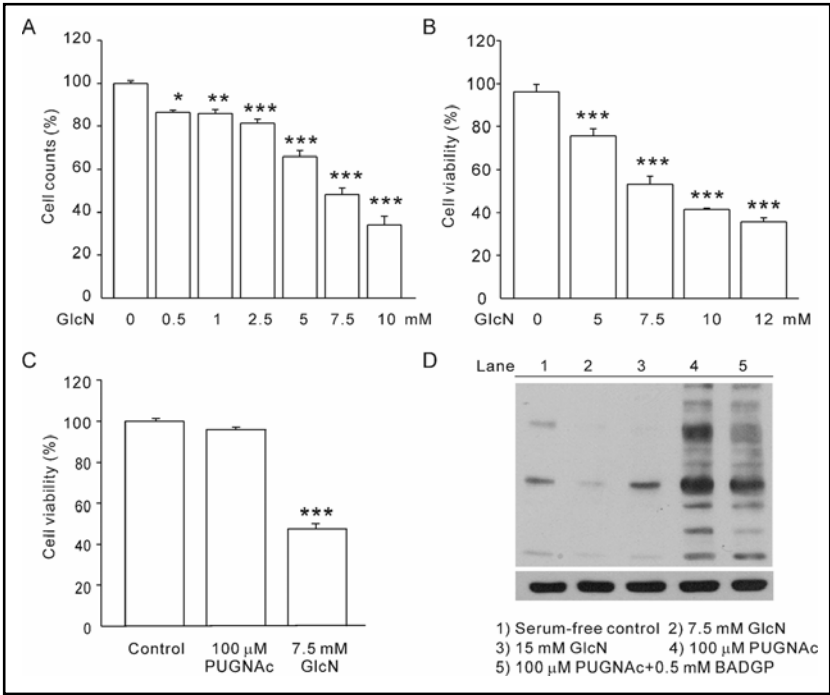 A
120
100
80
60
40
20
0
Cell counts (%)
* ** *** *** *** ***
GlcN 0 0.5 1 2.5 5 7.5 10 mM
B
120
100
80
60
40
20
0
Cell viability (%)
*** *** *** ***
GlcN 0 5 7.5 10 12 mM
C
120
100
80
60
40
20
0
Cell viability (%)
***
Control 100 μM 7.5 mM
PUGNAc GlcN
D
Lane 1 2 3 4 5
1) Serum-free control 2) 7.5 mM GlcN
3) 15 mM GlcN 4) 100 μM PUGNAc
5) 100 μM PUGNAc+0.5 mM BADGP